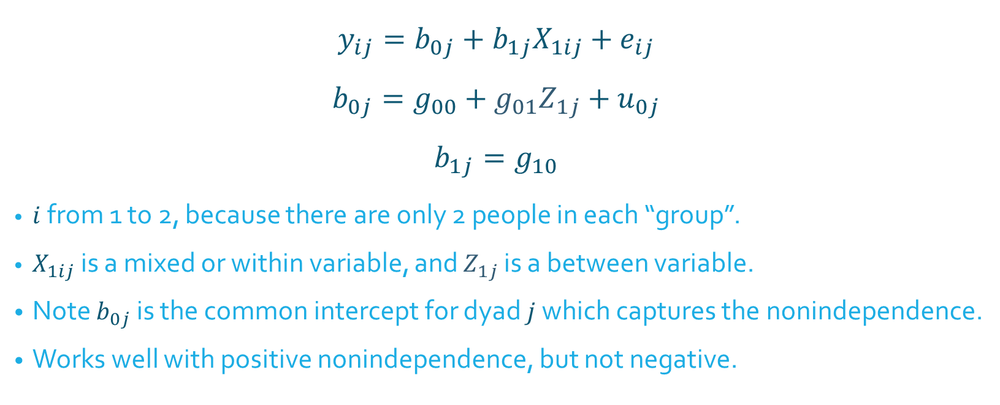 y_{ij} = b_{0j} + b_{1j}X_{1ij} + e_{ij}
b_{0j} = g_{00} + g_{01}Z_{1j} + u_{0j}
b_{1j} = g_{10}
• i from 1 to 2, because there are only 2 people in each “group”.
• X_{1ij} is a mixed or within variable, and Z_{1j} is a between variable.
• Note b_{0j} is the common intercept for dyad j which captures the nonindependence.
• Works well with positive nonindependence, but not negative.